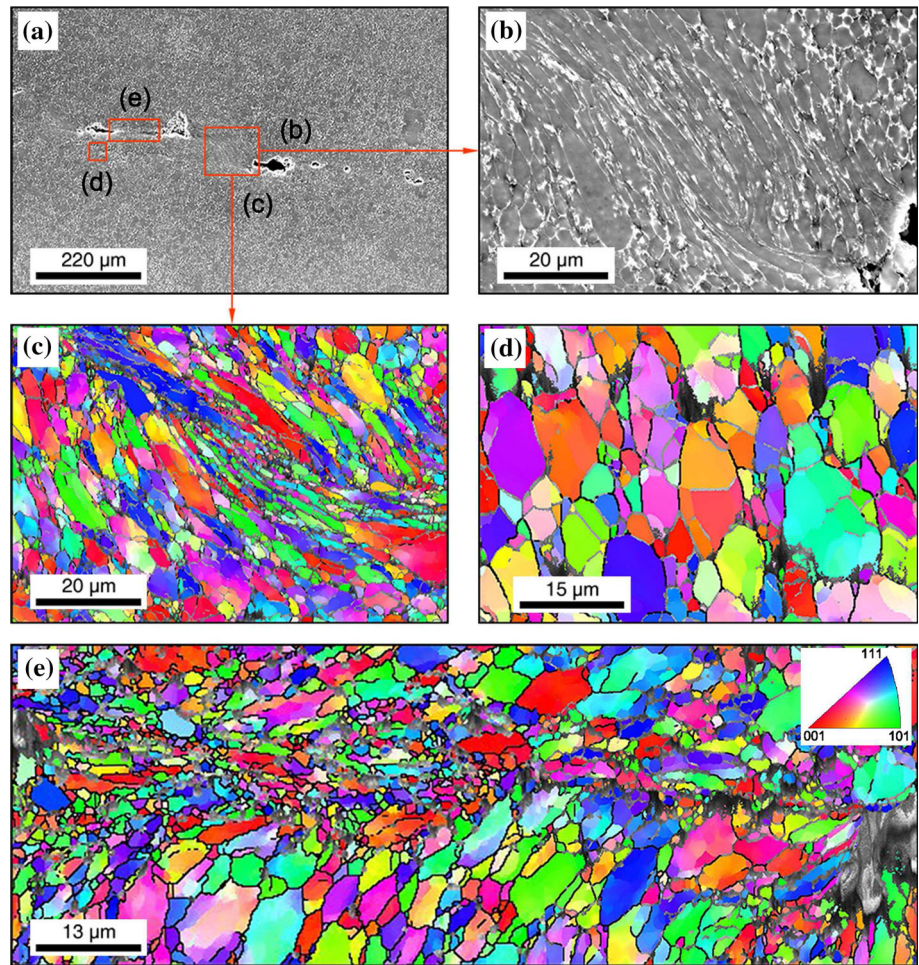 (a)
(e)
(b)
(d)
(c)
220 µm
(b)
20 µm
(c)
20 µm
(d)
15 µm
(e)
111
001
101
13 µm